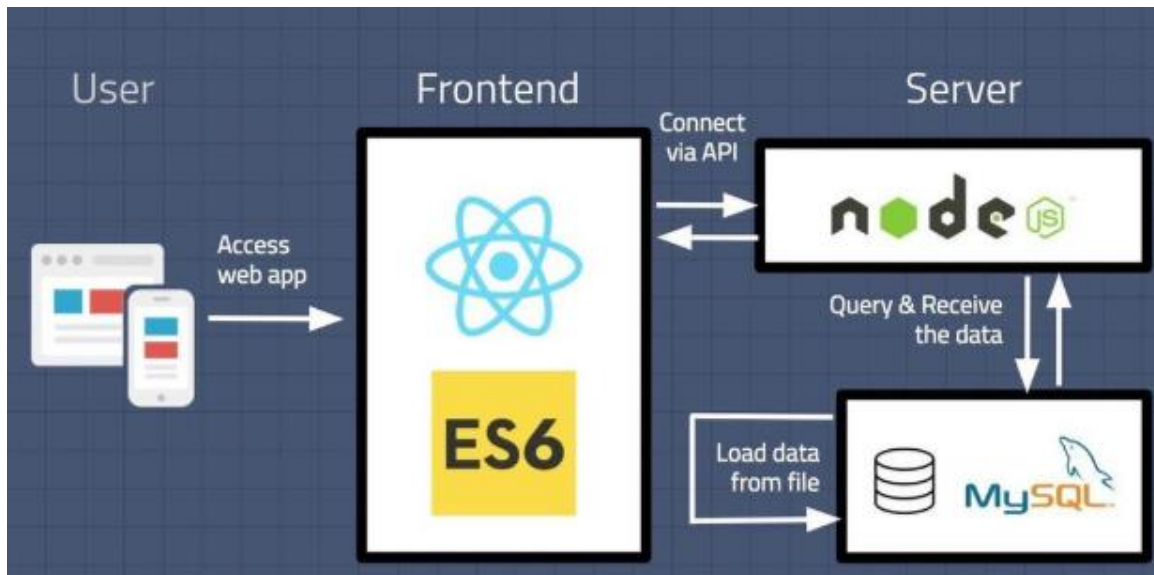 User
Frontend
Server
Access
web app
Connect
via API
node
JS
ES6
Query & Receive
the data
Load data
from file
MySQL